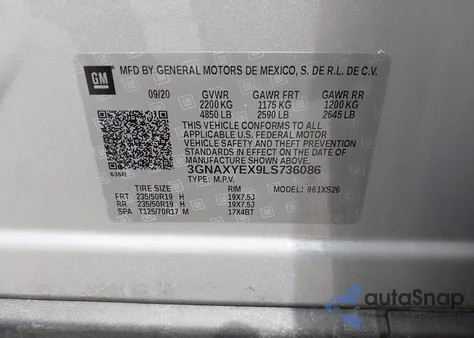 GM MFD BY GENERAL MOTORS DE MEXICO, S. DE R.L. DE C.V.
09/20 GVWR GAWR FRT GAWR RR
2200 KG 1175 KG 1200 KG
4850 LB 2590 LB 2645 LB
THIS VEHICLE CONFORMS TO ALL
APPLICABLE U.S. FEDERAL MOTOR
VEHICLE SAFETY AND THEFT PREVENTION
STANDARDS IN EFFECT ON THE DATE
OF MANUFACTURE SHOWN ABOVE.
3GNAXYEX9LS736086
TYPE: M.P.V.
636R
TIRE SIZE RIM MODEL: 961XS26
FRT 235/50R19 H 19X7.5J
RR 235/50R19 H 19X7.5J
SPA T125/70R17 M 17X4BT
autoSnap